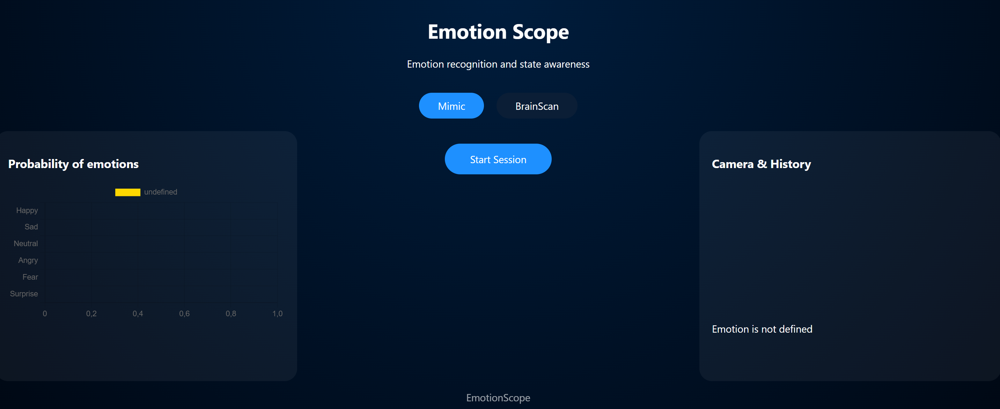 Emotion Scope
Emotion recognition and state awareness
Mimic
BrainScan
Start Session
Probability of emotions
undefined
Happy
Sad
Neutral
Angry
Fear
Surprise
0 0,2 0,4 0,6 0,8 1,0
Camera & History
Emotion is not defined
EmotionScope